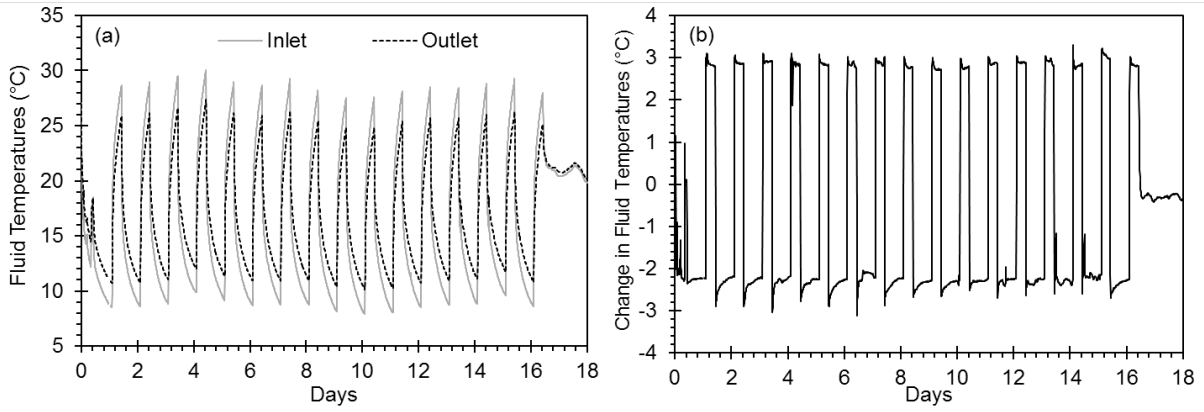 (a)
Inlet
Outlet
Fluid Temperatures (°C)
35
30
25
20
15
10
5
0 2 4 6 8 10 12 14 16 18
Days
(b)
Change in Fluid Temperatures (°C)
4
3
2
1
0
-1
-2
-3
-4
0 2 4 6 8 10 12 14 16 18
Days